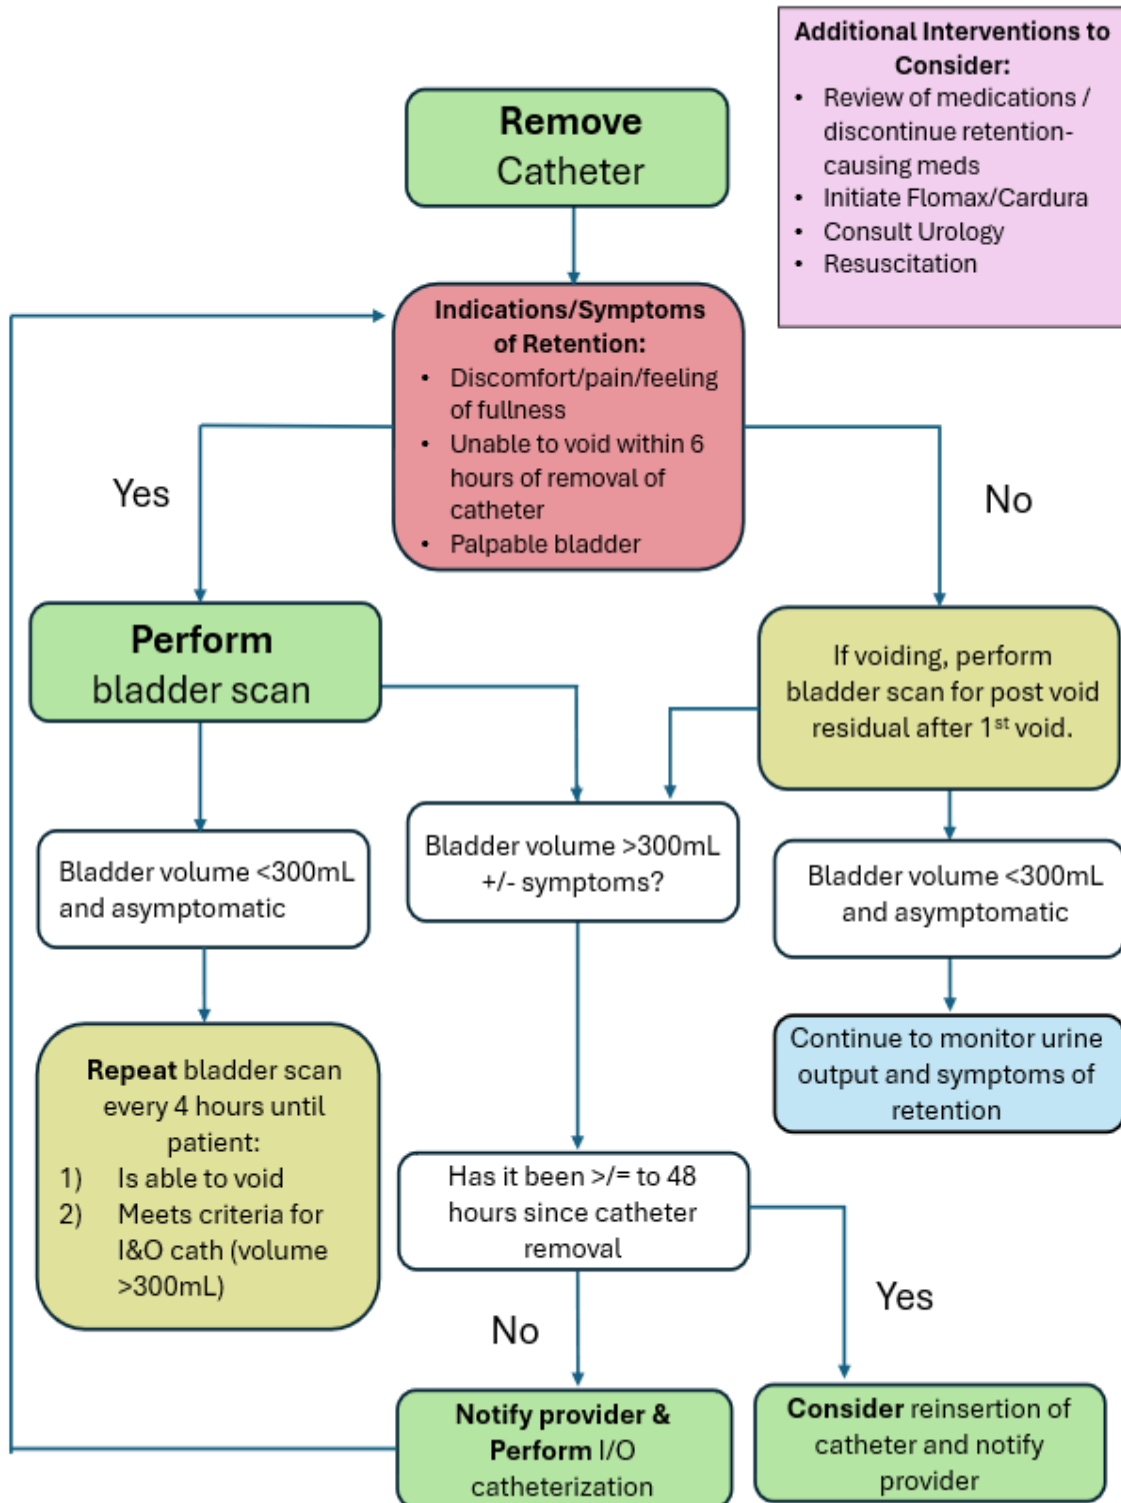 Additional Interventions to
Consider:
• Review of medications /
discontinue retention-
causing meds
• Initiate Flomax/Cardura
• Consult Urology
• Resuscitation
Remove
Catheter
Indications/Symptoms
of Retention:
• Discomfort/pain/feeling
of fullness
• Unable to void within 6
hours of removal of
catheter
• Palpable bladder
Yes
No
Perform
bladder scan
If voiding, perform
bladder scan for post void
residual after 1st void.
Bladder volume <300mL
and asymptomatic
Bladder volume >300mL
+/- symptoms?
Bladder volume <300mL
and asymptomatic
Repeat bladder scan
every 4 hours until
patient:
1) Is able to void
2) Meets criteria for
I&O cath (volume
>300mL)
Continue to monitor urine
output and symptoms of
retention
Has it been >/= to 48
hours since catheter
removal
No
Yes
Notify provider &
Perform I/O
catheterization
Consider reinsertion of
catheter and notify
provider